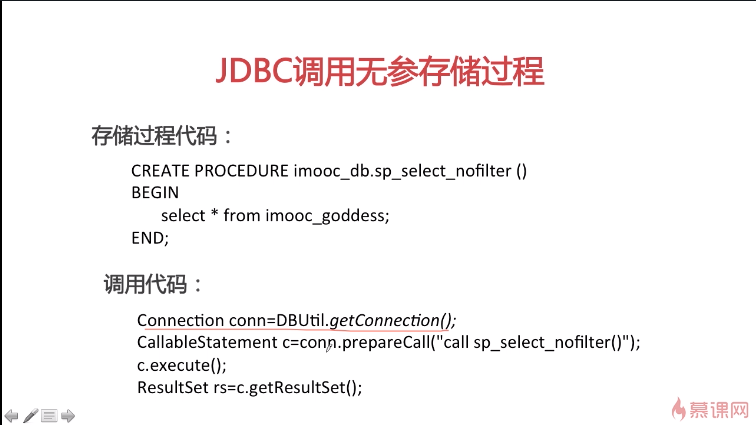 JDBC调用无参存储过程
存储过程代码：
CREATE PROCEDURE imooc_db.sp_select_nofilter ()
BEGIN
select * from imooc_goddess;
END;
调用代码：
Connection conn=DBUtil.getConnection();
CallableStatement c=conn.prepareCall("call sp_select_nofilter()");
c.execute();
ResultSet rs=c.getResultSet();
慕课网